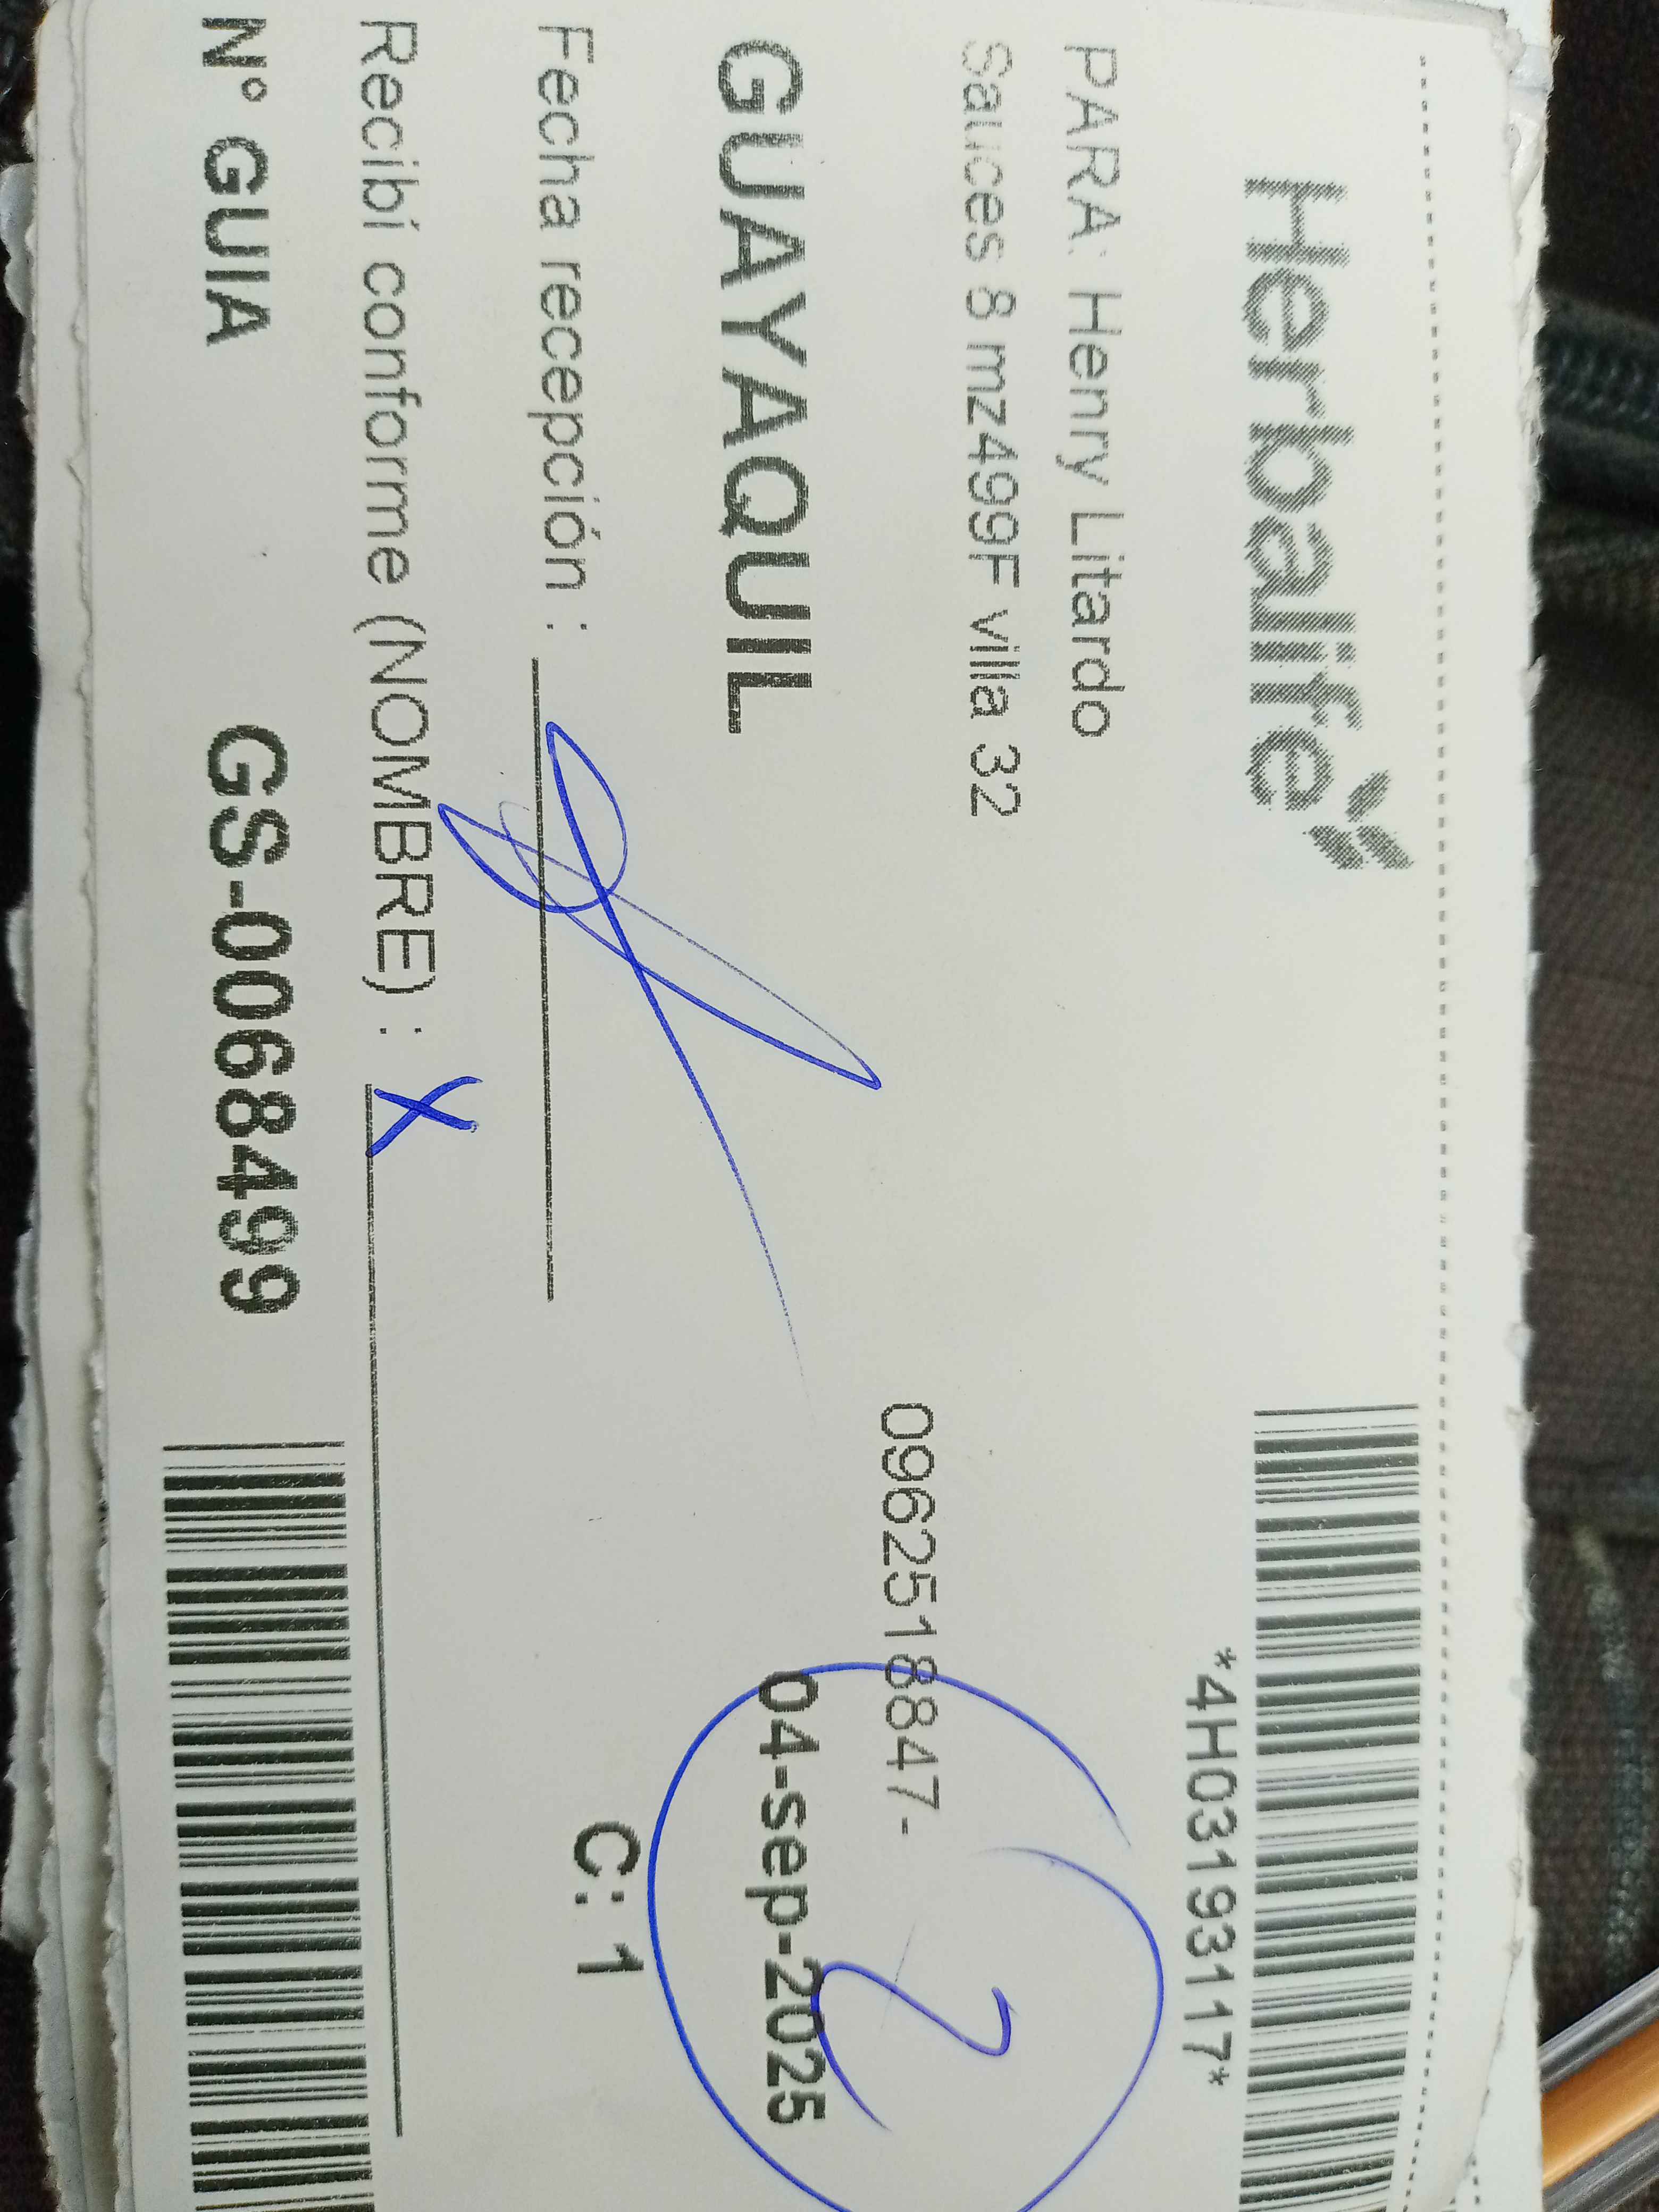 Herbalife
*4H03193117*
PARA: Henry Litardo
Sauces 8 mz499F villa 32
0962518847-
2
GUAYAQUIL
04-sep-2025
Fecha recepción :
C: 1
Recibí conforme (NOMBRE) : X
N° GUIA GS-0068499